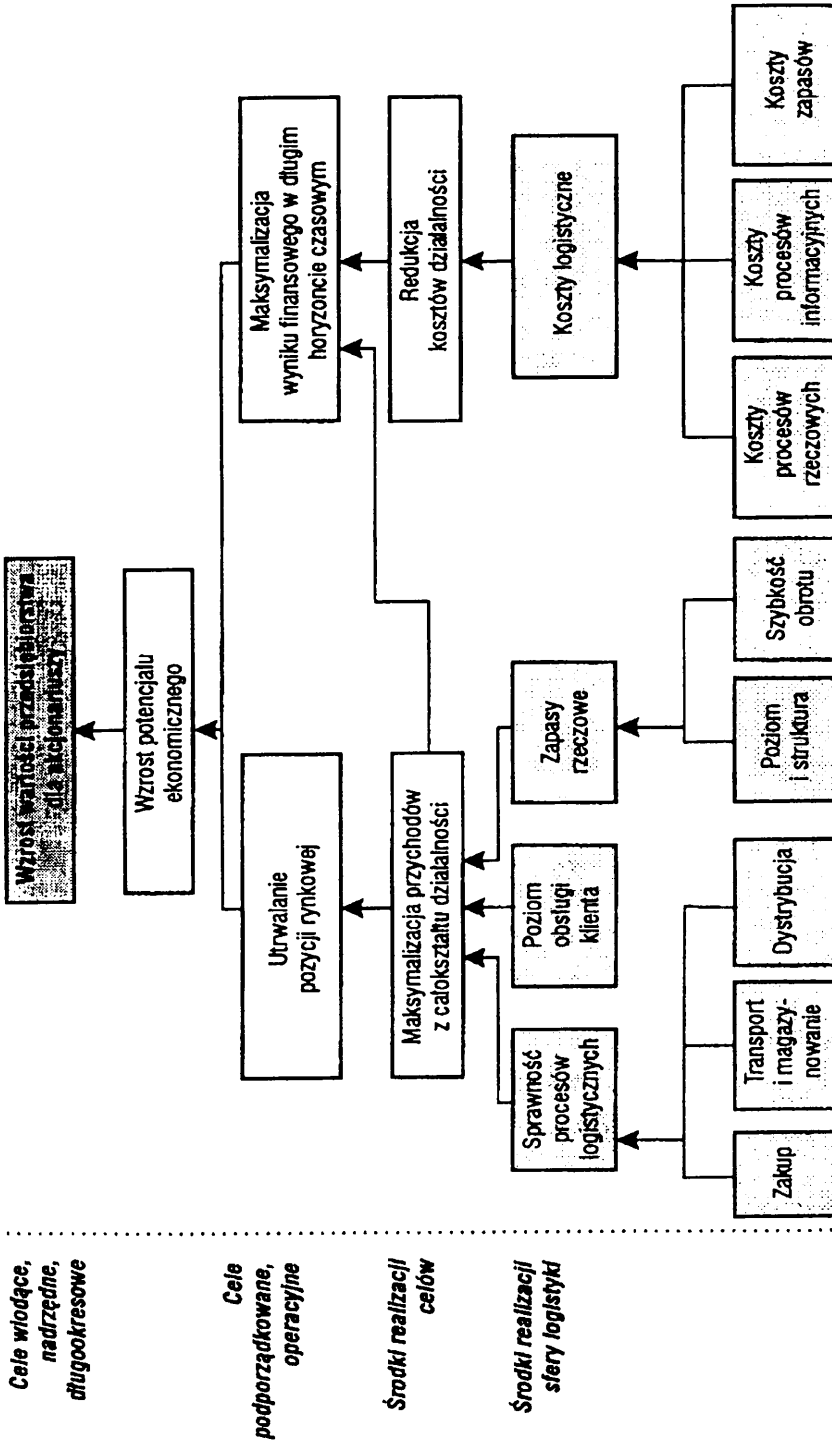 Cele wiodące,
nadrzędne,
długookresowe
Wzrost wartości przedsiębiorstwa
dla akcjonariuszy
Wzrost potencjału
ekonomicznego
Cele
podporządkowane,
operacyjne
Utrwalanie
pozycji rynkowej
Maksymalizacja
wyniku finansowego w długim
horyzoncie czasowym
Środki realizacji
celów
Maksymalizacja przychodów
z całokształtu działalności
Redukcja
kosztów działalności
Środki realizacji
sfery logistyki
Sprawność
procesów
logistycznych
Poziom
obsługi
klienta
Zapasy
rzeczowe
Koszty logistyczne
Zakup
Transport
i magazy-
nowanie
Dystrybucja
Poziom
i struktura
Szybkość
obrotu
Koszty
procesów
rzeczowych
Koszty
procesów
informacyjnych
Koszty
zapasów